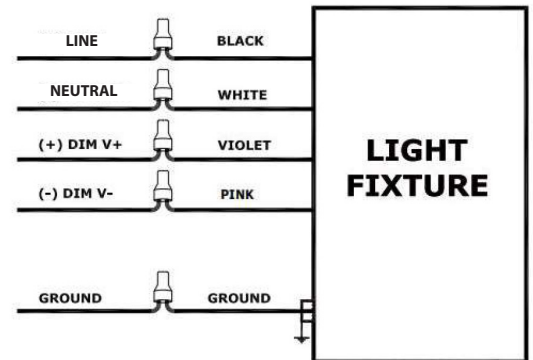 LINE BLACK
NEUTRAL WHITE
(+) DIM V+ VIOLET
(-) DIM V- PINK
GROUND GROUND
LIGHT
FIXTURE